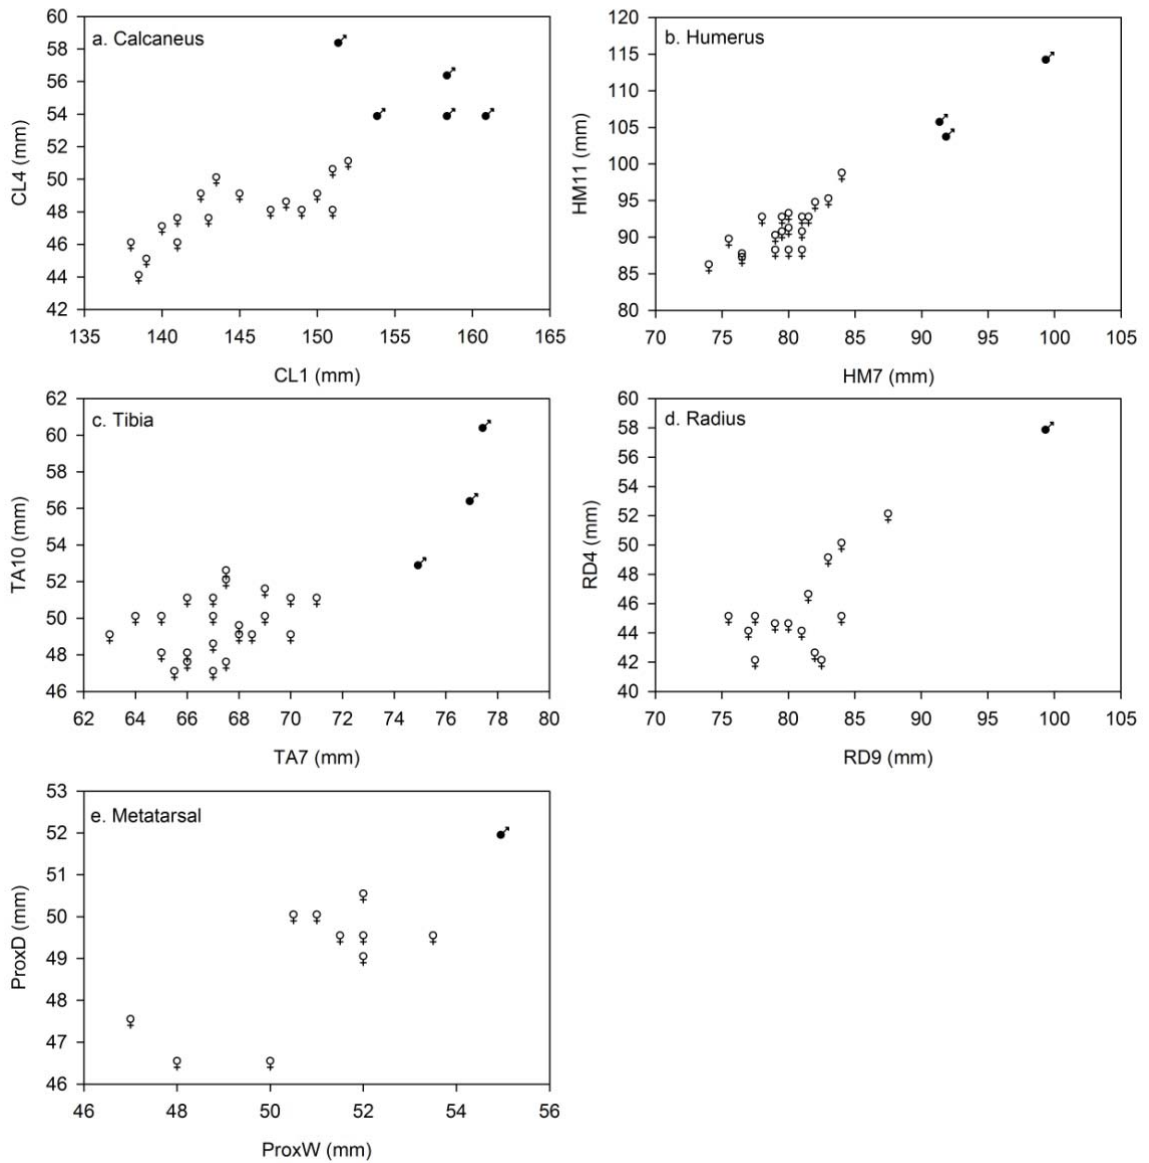 a. Calcaneus
60
58
56
54
52
50
48
46
44
42
CL4 (mm)
135 140 145 150 155 160 165
CL1 (mm)
b. Humerus
120
115
110
105
100
95
90
85
80
HM11 (mm)
70 75 80 85 90 95 100 105
HM7 (mm)
c. Tibia
62
60
58
56
54
52
50
48
46
TA10 (mm)
62 64 66 68 70 72 74 76 78 80
TA7 (mm)
d. Radius
60
58
56
54
52
50
48
46
44
42
40
RD4 (mm)
70 75 80 85 90 95 100 105
RD9 (mm)
e. Metatarsal
53
52
51
50
49
48
47
46
ProxD (mm)
46 48 50 52 54 56
ProxW (mm)